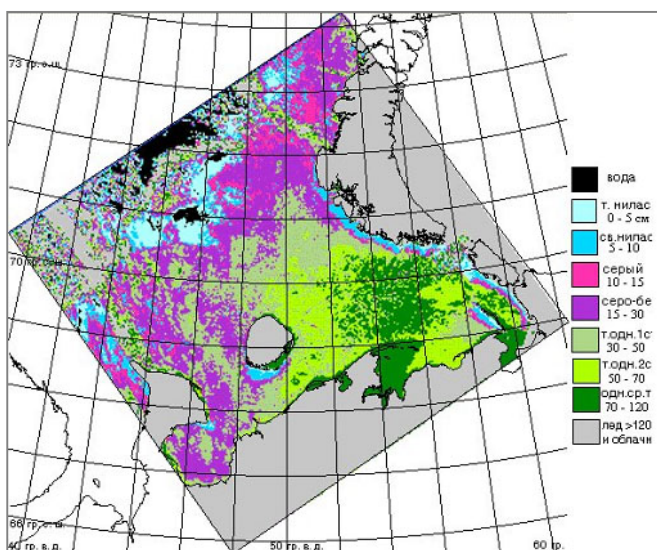 73 гр. с.ш.
вода
т. нилас
0 - 5 см
св.нилас
5 - 10
серый
10 - 15
серо-бе
15 - 30
т.одн.1с
30 - 50
т.одн.2с
50 - 70
одн.ср.т
70 - 120
лед >120
и облачн
70 гр. с.ш.
66 гр. с. ш.
40 гр. в. д.
50 гр. в.д.
60 гр.